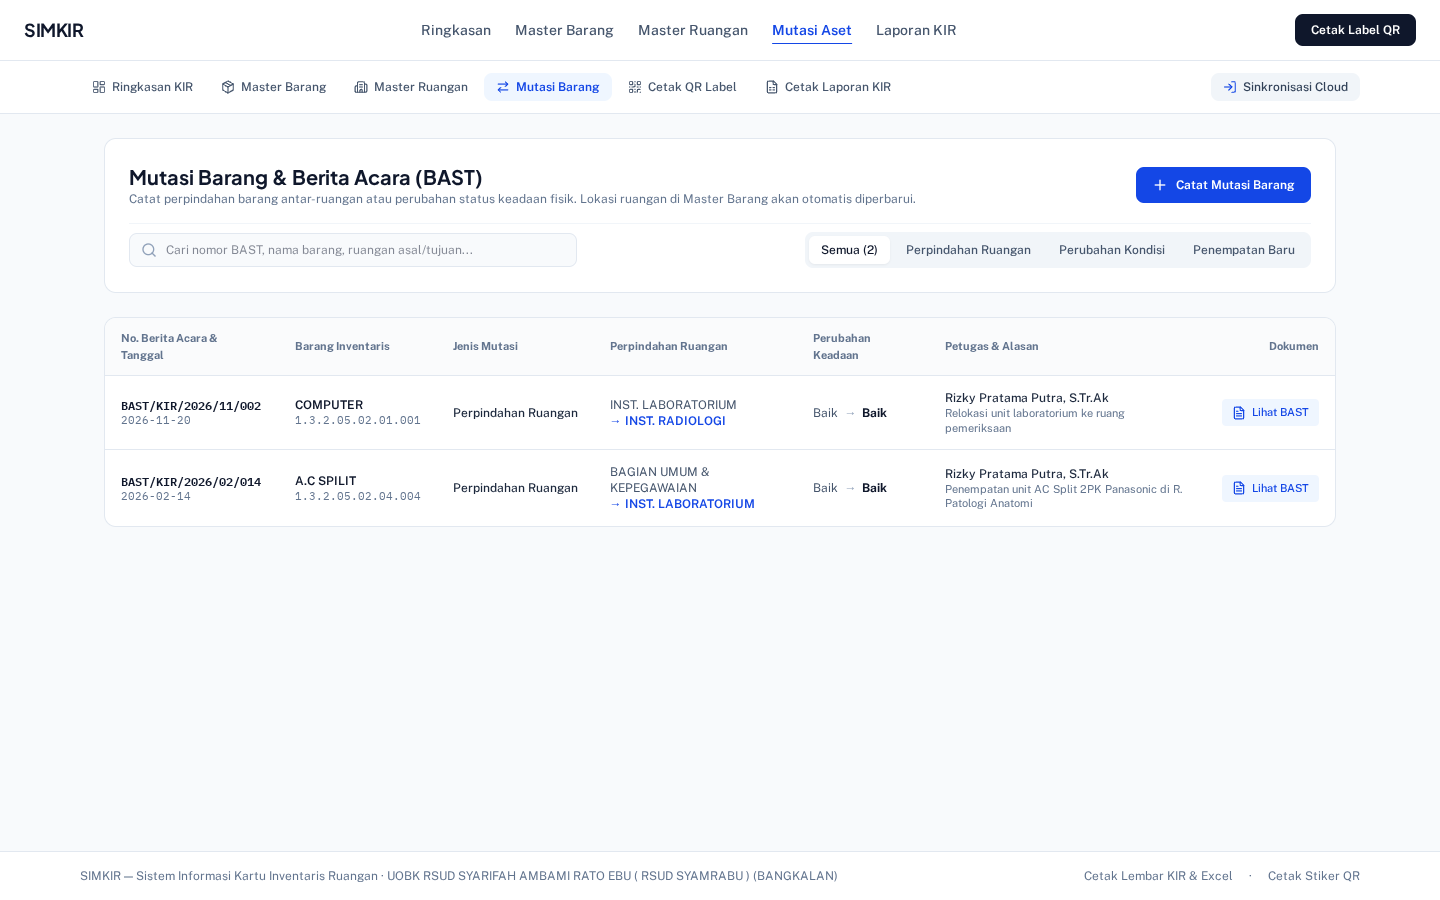 SIMKIR
Ringkasan
Master Barang
Master Ruangan
Mutasi Aset
Laporan KIR
Cetak Label QR
Ringkasan KIR
Master Barang
Master Ruangan
Mutasi Barang
Cetak QR Label
Cetak Laporan KIR
Sinkronisasi Cloud
Mutasi Barang & Berita Acara (BAST)
Catat perpindahan barang antar-ruangan atau perubahan status keadaan fisik. Lokasi ruangan di Master Barang akan otomatis diperbarui.
Catat Mutasi Barang
Cari nomor BAST, nama barang, ruangan asal/tujuan...
Semua (2)
Perpindahan Ruangan
Perubahan Kondisi
Penempatan Baru
No. Berita Acara &
Tanggal
Barang Inventaris
Jenis Mutasi
Perpindahan Ruangan
Perubahan
Keadaan
Petugas & Alasan
Dokumen
BAST/KIR/2026/11/002
2026-11-20
COMPUTER
1.3.2.05.02.01.001
Perpindahan Ruangan
INST. LABORATORIUM
→ INST. RADIOLOGI
Baik → Baik
Rizky Pratama Putra, S.Tr.Ak
Relokasi unit laboratorium ke ruang
pemeriksaan
Lihat BAST
BAST/KIR/2026/02/014
2026-02-14
A.C SPILIT
1.3.2.05.02.04.004
Perpindahan Ruangan
BAGIAN UMUM &
KEPEGAWAIAN
→ INST. LABORATORIUM
Baik → Baik
Rizky Pratama Putra, S.Tr.Ak
Penempatan unit AC Split 2PK Panasonic di R.
Patologi Anatomi
Lihat BAST
SIMKIR — Sistem Informasi Kartu Inventaris Ruangan · UOBK RSUD SYARIFAH AMBAMI RATO EBU ( RSUD SYAMRABU ) (BANGKALAN)
Cetak Lembar KIR & Excel · Cetak Stiker QR